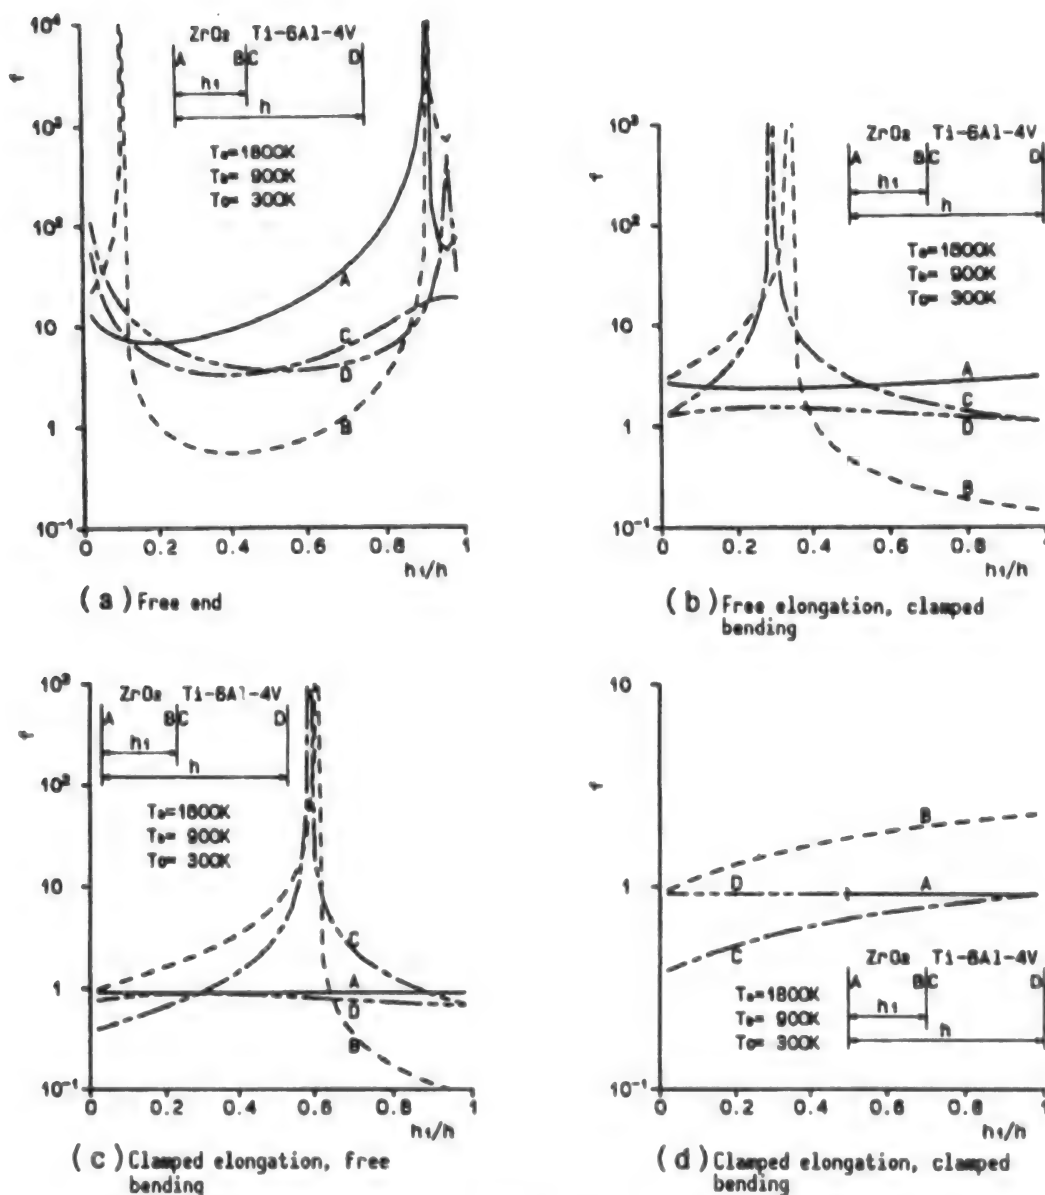 10⁴
10³
10²
10
1
10⁻¹
f
ZrO₂ Ti-6Al-4V
A B C D
h₁
h
Tₐ=1800K
T_b= 900K
T₀= 300K
A
C
D
B
0 0.2 0.4 0.6 0.8 1
h₁/h
(a) Free end
10³
10²
10
1
10⁻¹
f
ZrO₂ Ti-6Al-4V
A B C D
h₁
h
Tₐ=1800K
T_b= 900K
T₀= 300K
A
C
D
B
0 0.2 0.4 0.6 0.8 1
h₁/h
(b) Free elongation, clamped
bending
10³
10²
10
1
10⁻¹
f
ZrO₂ Ti-6Al-4V
A B C D
h₁
h
Tₐ=1800K
T_b= 900K
T₀= 300K
C
A
D
B
0 0.2 0.4 0.6 0.8 1
h₁/h
(c) Clamped elongation, free
bending
10
1
10⁻¹
f
B
D A
C
ZrO₂ Ti-6Al-4V
A B C D
h₁
h
Tₐ=1800K
T_b= 900K
T₀= 300K
0 0.2 0.4 0.6 0.8 1
h₁/h
(d) Clamped elongation, clamped
bending